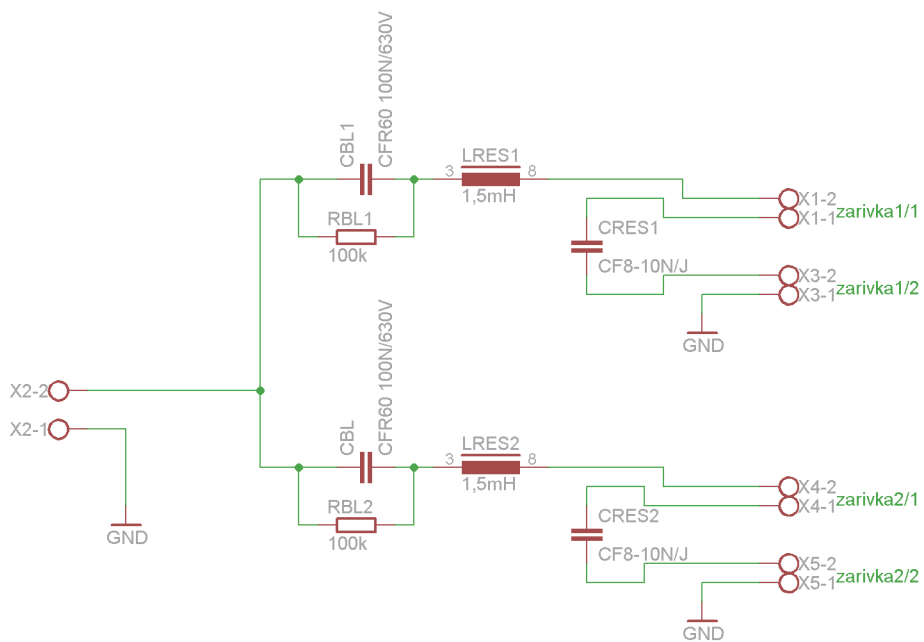 CBL1
CFR60 100N/630V
LRES1
3
8
1,5mH
RBL1
100k
X1-2
X1-1
zarivka1/1
CRES1
CF8-10N/J
X3-2
X3-1
zarivka1/2
GND
X2-2
X2-1
GND
CBL
CFR60 100N/630V
LRES2
3
8
1,5mH
RBL2
100k
X4-2
X4-1
zarivka2/1
CRES2
CF8-10N/J
X5-2
X5-1
zarivka2/2
GND